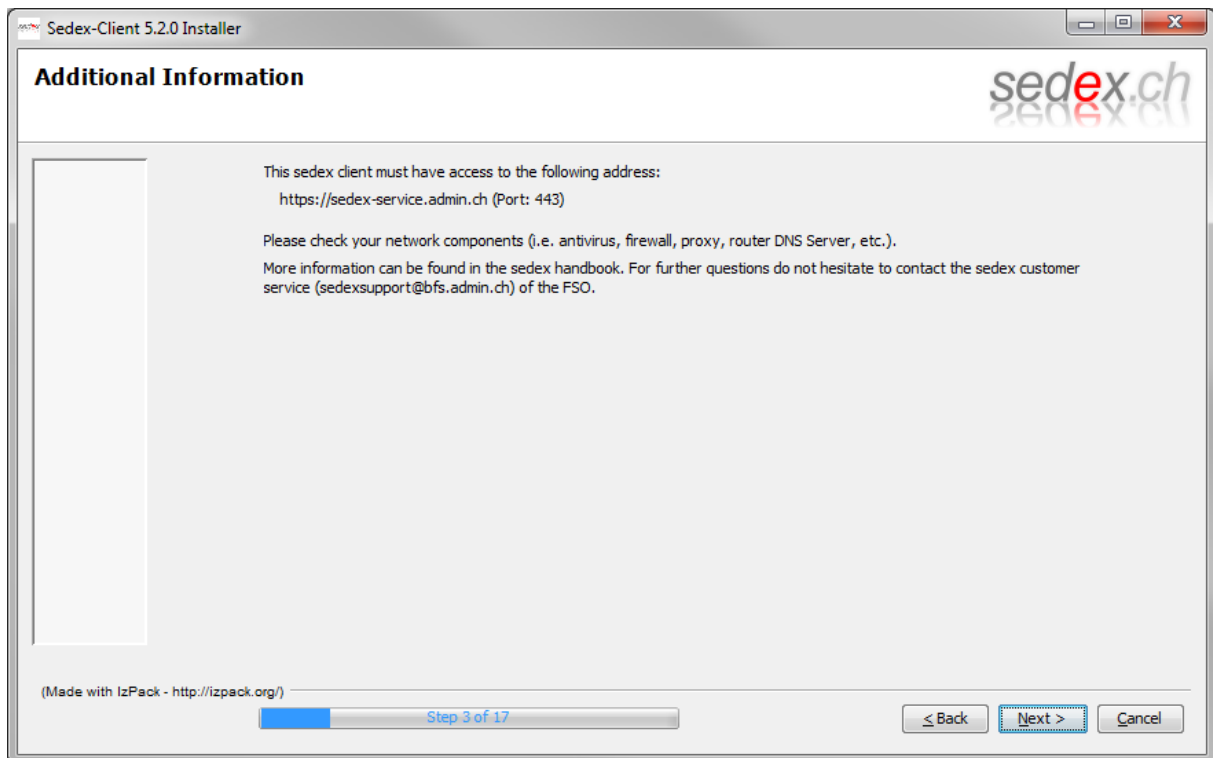 Sedex-Client 5.2.0 Installer
Additional Information
sedex.ch
This sedex client must have access to the following address:
https://sedex-service.admin.ch (Port: 443)
Please check your network components (i.e. antivirus, firewall, proxy, router DNS Server, etc.).
More information can be found in the sedex handbook. For further questions do not hesitate to contact the sedex customer
service (sedexsupport@bfs.admin.ch) of the FSO.
(Made with IzPack - http://izpack.org/)
Step 3 of 17
< Back
Next >
Cancel